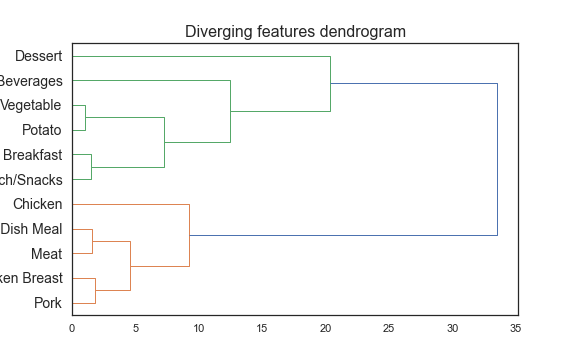 Diverging features dendrogram
Dessert
Beverages
Vegetable
Potato
Breakfast
ch/Snacks
Chicken
Dish Meal
Meat
ken Breast
Pork
0 5 10 15 20 25 30 35